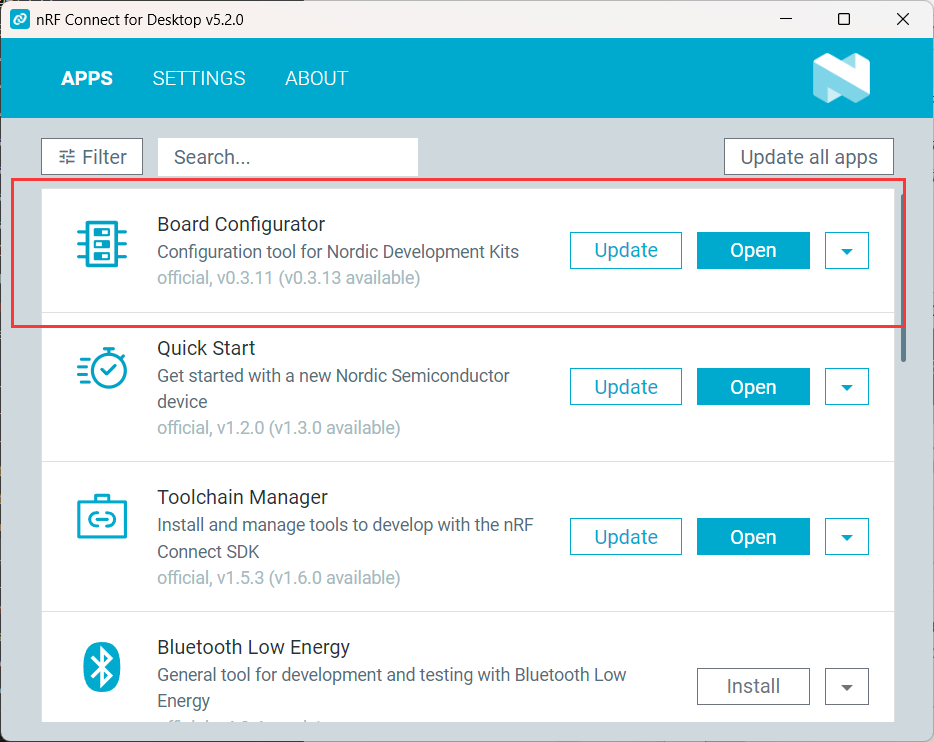 nRF Connect for Desktop v5.2.0
APPS SETTINGS ABOUT
Filter Search... Update all apps
Board Configurator
Configuration tool for Nordic Development Kits
official, v0.3.11 (v0.3.13 available)
Update Open
Quick Start
Get started with a new Nordic Semiconductor
device
official, v1.2.0 (v1.3.0 available)
Update Open
Toolchain Manager
Install and manage tools to develop with the nRF
Connect SDK
official, v1.5.3 (v1.6.0 available)
Update Open
Bluetooth Low Energy
General tool for development and testing with Bluetooth Low
Energy
Install